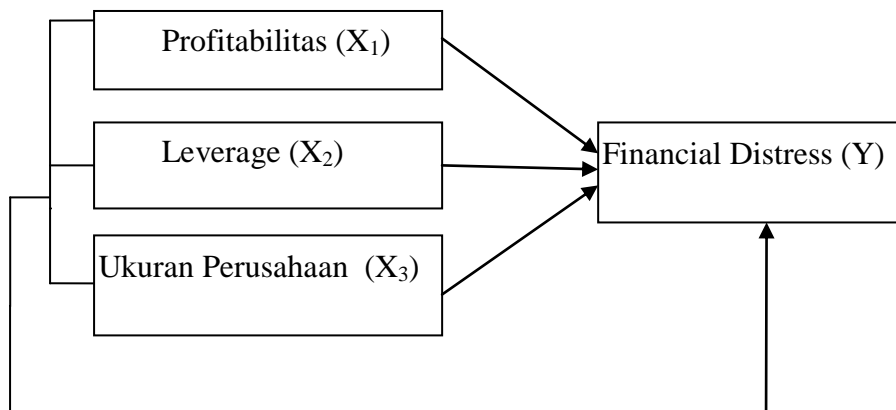 Profitabilitas (X₁)
Leverage (X₂)
Financial Distress (Y)
Ukuran Perusahaan (X₃)